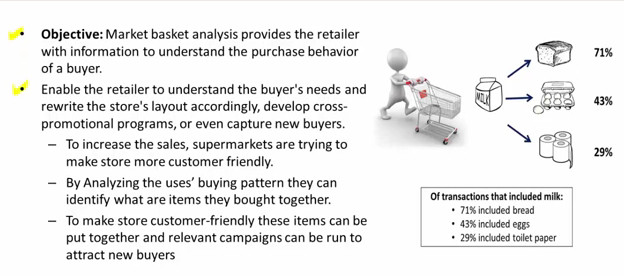 • Objective: Market basket analysis provides the retailer
with information to understand the purchase behavior
of a buyer.
• Enable the retailer to understand the buyer's needs and
rewrite the store's layout accordingly, develop cross-
promotional programs, or even capture new buyers.
– To increase the sales, supermarkets are trying to
make store more customer friendly.
– By Analyzing the uses' buying pattern they can
identify what are items they bought together.
– To make store customer-friendly these items can be
put together and relevant campaigns can be run to
attract new buyers
MILK
71%
43%
29%
Of transactions that included milk:
• 71% included bread
• 43% included eggs
• 29% included toilet paper